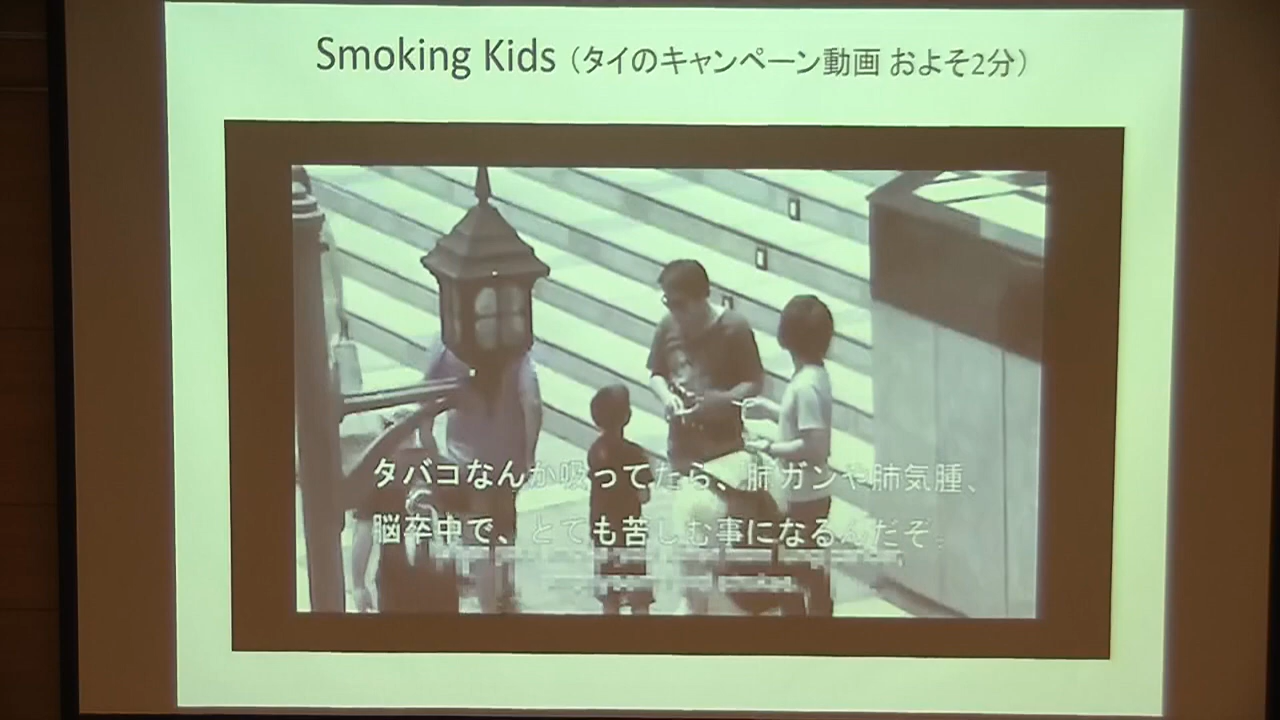 Smoking Kids（タイのキャンペーン動画 およそ2分）
タバコなんか吸ってたら、肺ガンや肺気腫、
脳卒中で、とても苦しむ事になるんだぞ。